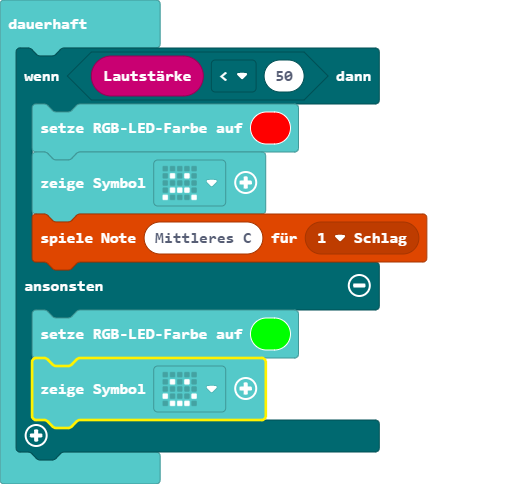 dauerhaft
wenn Lautstärke < 50 dann
setze RGB-LED-Farbe auf
zeige Symbol
spiele Note Mittleres C für 1 Schlag
ansonsten
setze RGB-LED-Farbe auf
zeige Symbol